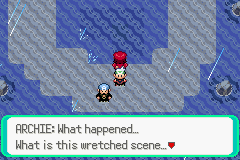 ARCHIE: What happened...
What is this wretched scene...